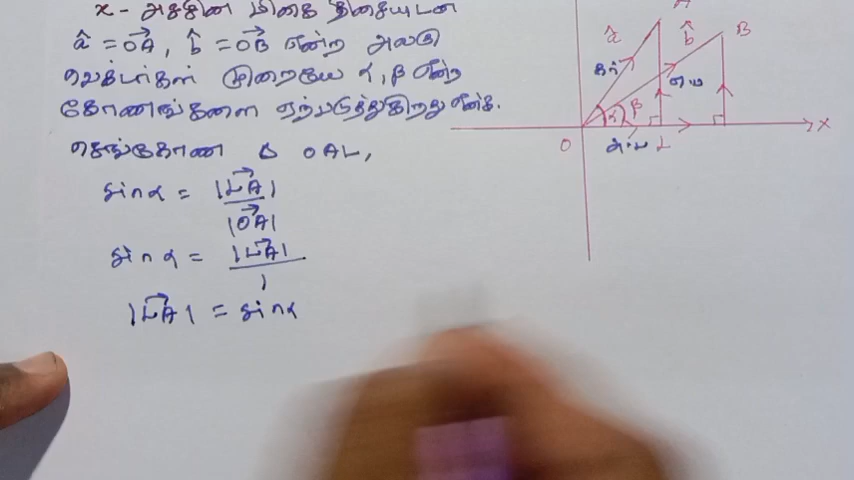 x - அச்சின் மிகை திசையுடன்
â = OA⃗, b̂ = OB⃗ என்ற அலகு
வெக்டர்கள் முறையே α, β என்ற
கோணங்களை ஏற்படுத்துகிறது என்க.
செங்கோண Δ OAL,
sin α = |LA⃗| / |OA⃗|
sin α = |LA⃗| / 1
|LA⃗| = sin α
â
b̂
B
கர்
எ.ப
α
β
O
அ.ப
L
X